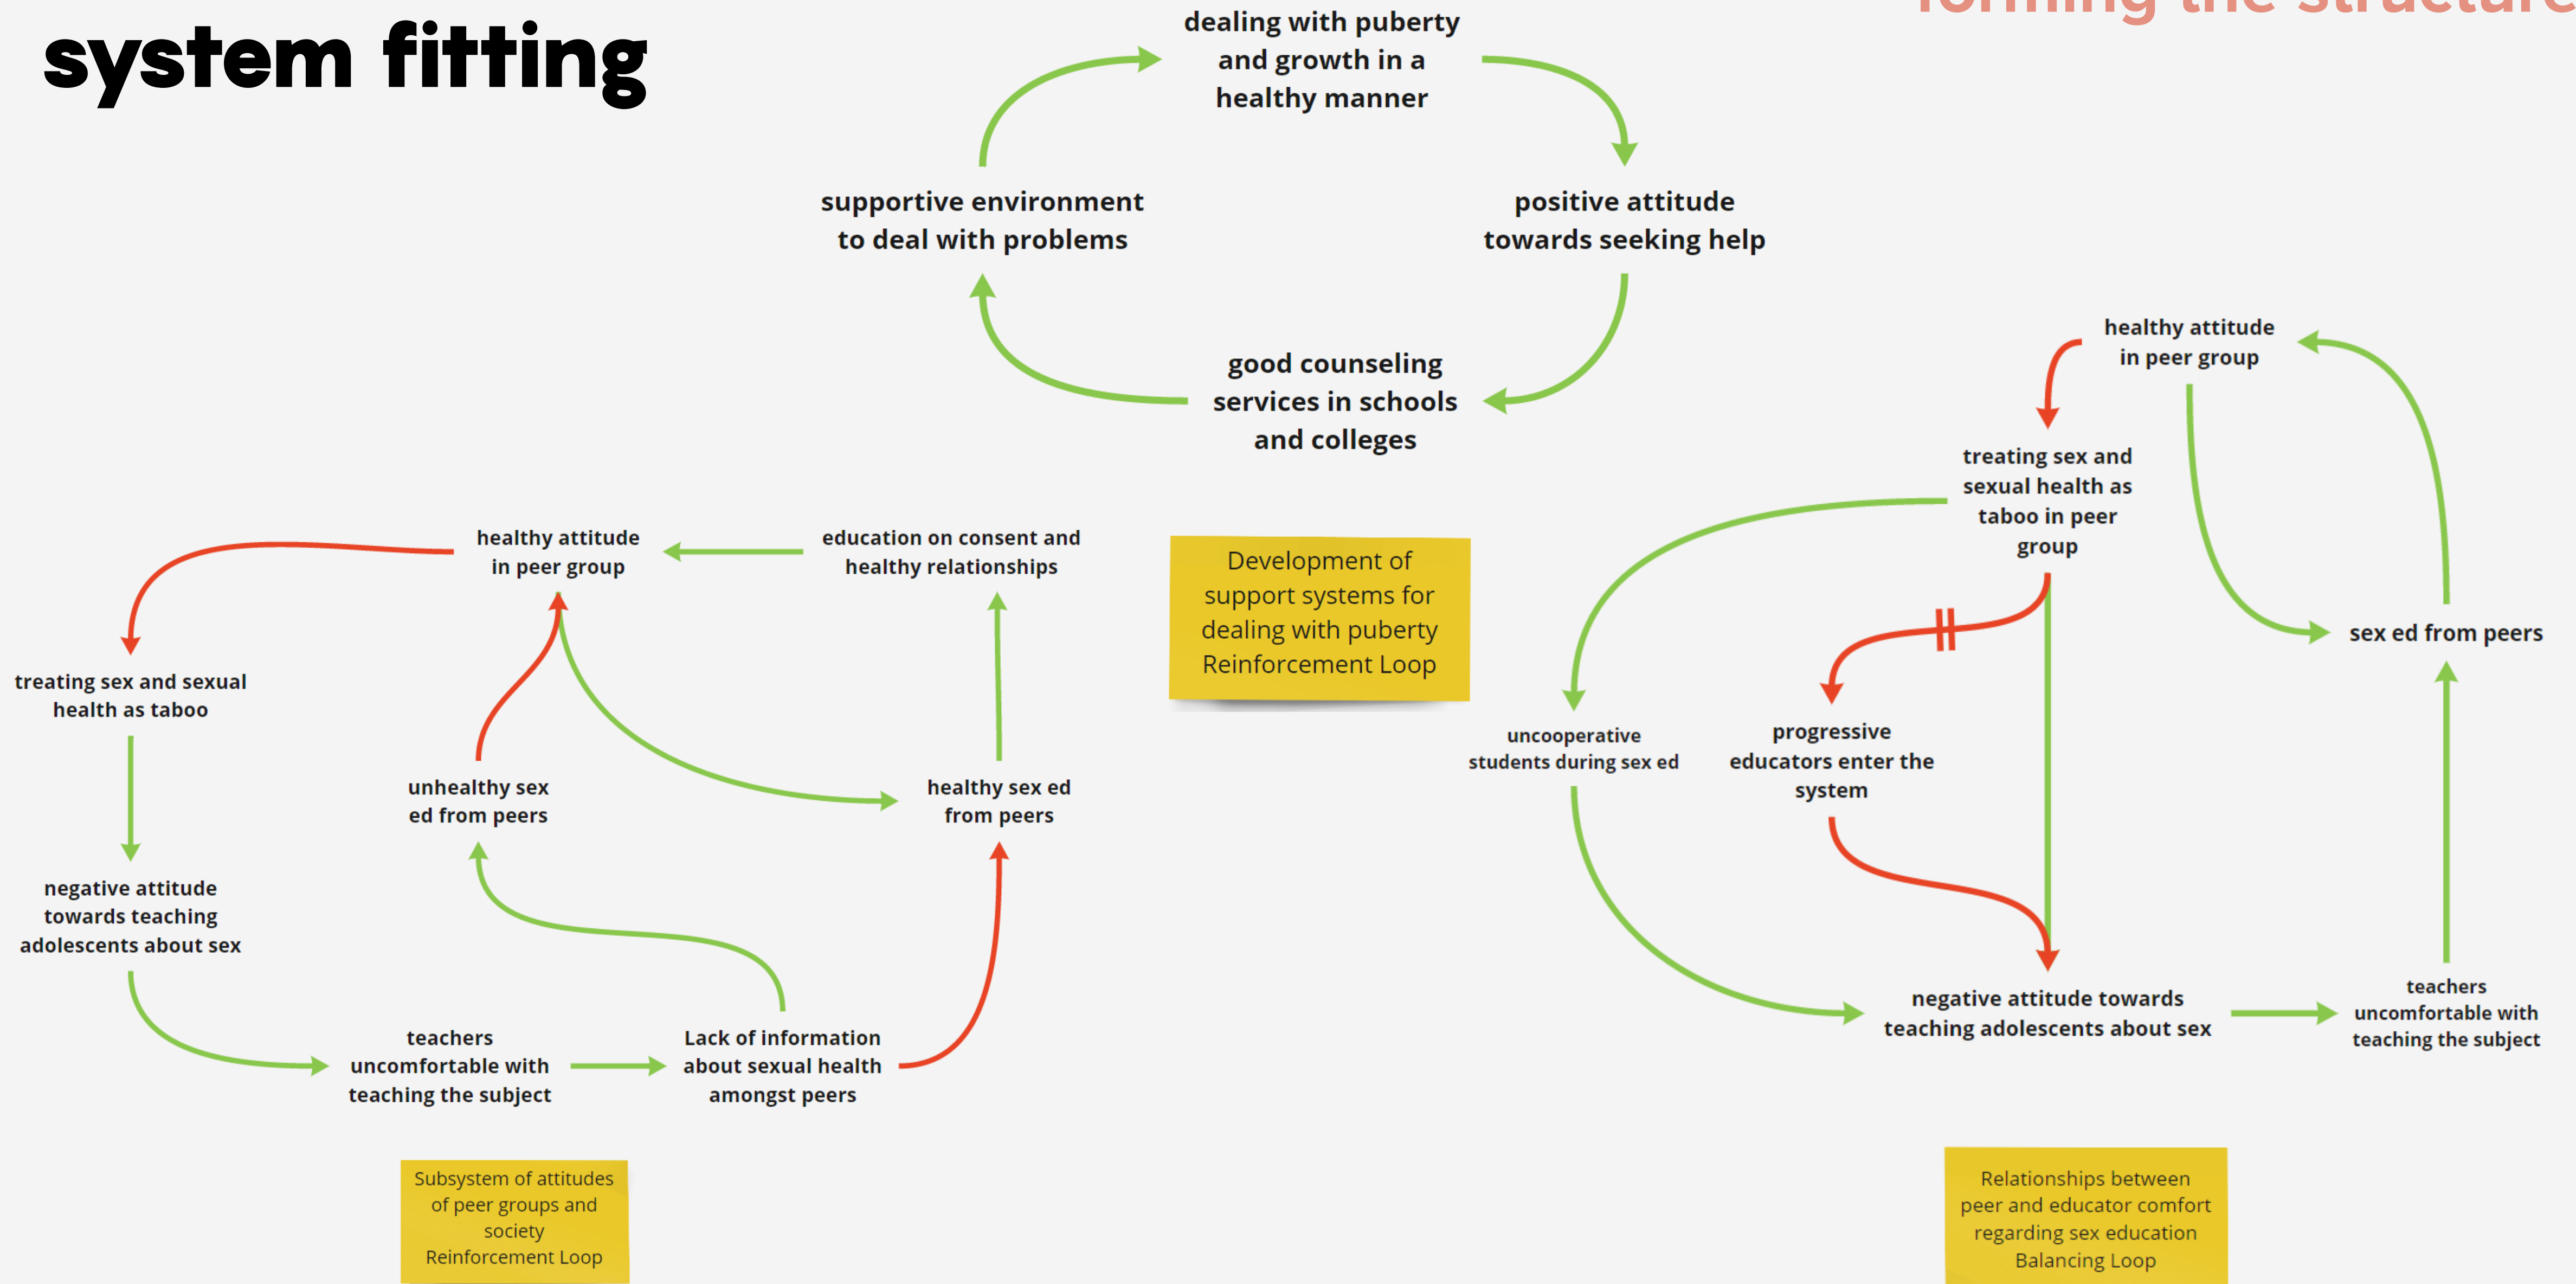 forming the structure
system fitting
dealing with puberty
and growth in a
healthy manner
supportive environment
to deal with problems
positive attitude
towards seeking help
good counseling
services in schools
and colleges
healthy attitude
in peer group
education on consent and
healthy relationships
treating sex and sexual
health as taboo
unhealthy sex
ed from peers
healthy sex ed
from peers
negative attitude
towards teaching
adolescents about sex
teachers
uncomfortable with
teaching the subject
Lack of information
about sexual health
amongst peers
Subsystem of attitudes
of peer groups and
society
Reinforcement Loop
Development of
support systems for
dealing with puberty
Reinforcement Loop
healthy attitude
in peer group
treating sex and
sexual health as
taboo in peer
group
sex ed from peers
uncooperative
students during sex ed
progressive
educators enter the
system
negative attitude towards
teaching adolescents about sex
teachers
uncomfortable with
teaching the subject
Relationships between
peer and educator comfort
regarding sex education
Balancing Loop